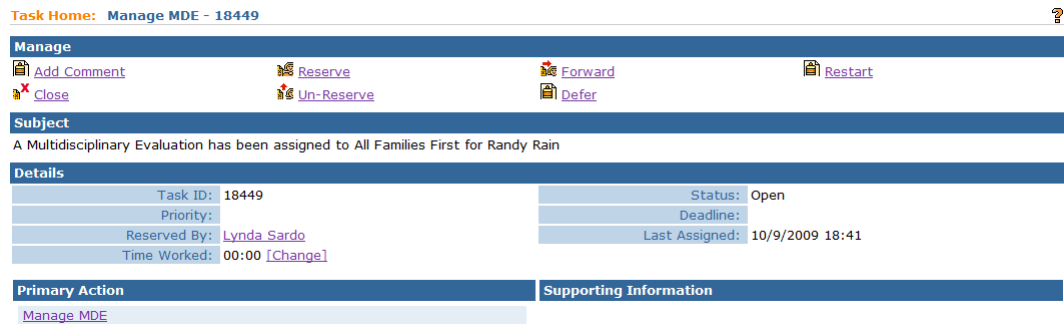 Task Home: Manage MDE - 18449
Manage
Add Comment Reserve Forward Restart
Close Un-Reserve Defer
Subject
A Multidisciplinary Evaluation has been assigned to All Families First for Randy Rain
Details
Task ID: 18449 Status: Open
Priority: Deadline:
Reserved By: Lynda Sardo Last Assigned: 10/9/2009 18:41
Time Worked: 00:00 [Change]
Primary Action Supporting Information
Manage MDE